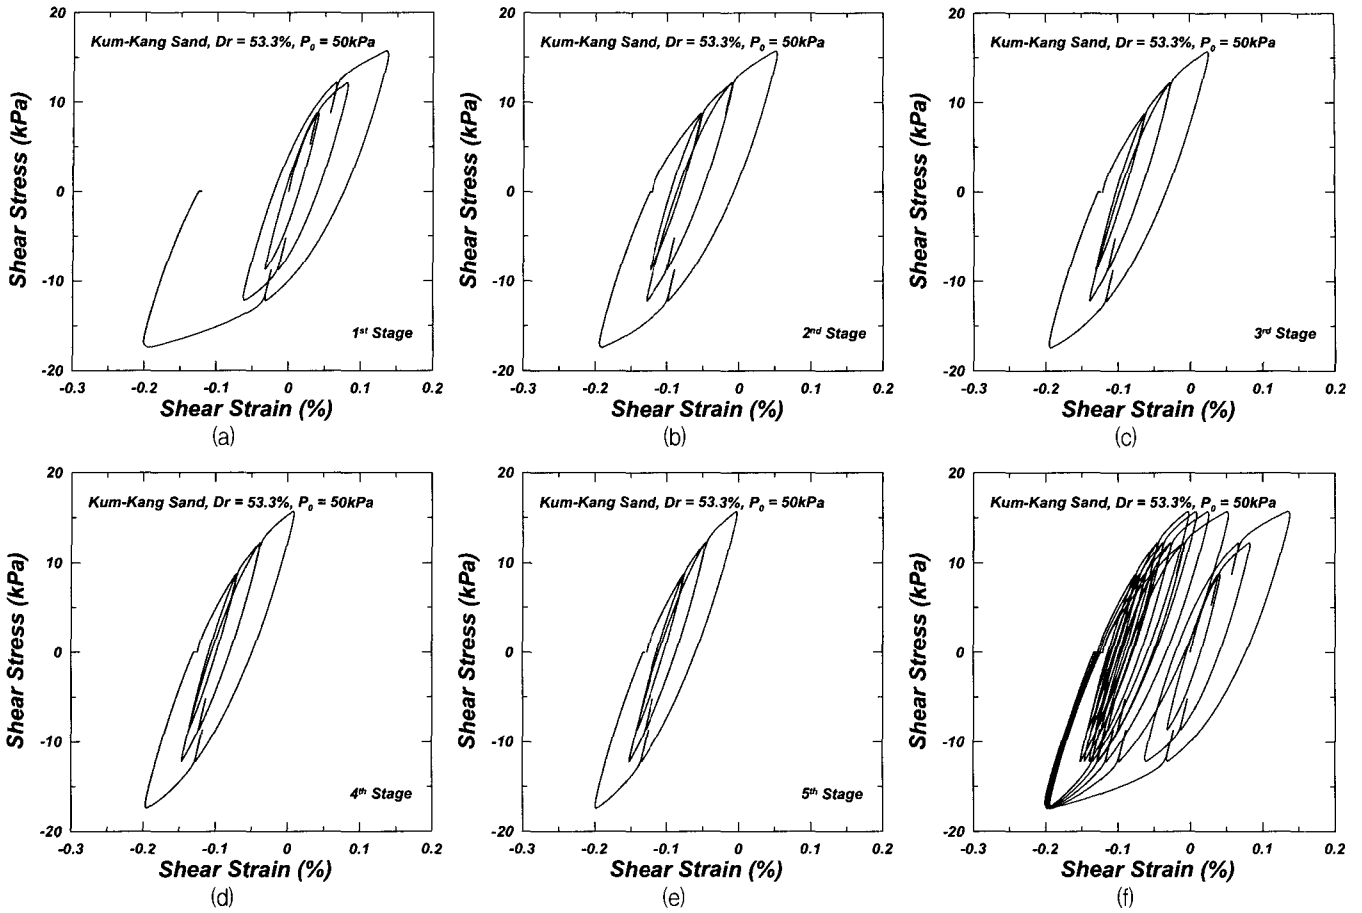 20
Kum-Kang Sand, Dr = 53.3%, P₀ = 50kPa
10
0
-10
-20
Shear Stress (kPa)
1st Stage
-0.3 -0.2 -0.1 0 0.1 0.2
Shear Strain (%)
(a)
20
Kum-Kang Sand, Dr = 53.3%, P₀ = 50kPa
10
0
-10
-20
Shear Stress (kPa)
2nd Stage
-0.3 -0.2 -0.1 0 0.1 0.2
Shear Strain (%)
(b)
20
Kum-Kang Sand, Dr = 53.3%, P₀ = 50kPa
10
0
-10
-20
Shear Stress (kPa)
3rd Stage
-0.3 -0.2 -0.1 0 0.1 0.2
Shear Strain (%)
(c)
20
Kum-Kang Sand, Dr = 53.3%, P₀ = 50kPa
10
0
-10
-20
Shear Stress (kPa)
4th Stage
-0.3 -0.2 -0.1 0 0.1 0.2
Shear Strain (%)
(d)
20
Kum-Kang Sand, Dr = 53.3%, P₀ = 50kPa
10
0
-10
-20
Shear Stress (kPa)
5th Stage
-0.3 -0.2 -0.1 0 0.1 0.2
Shear Strain (%)
(e)
20
Kum-Kang Sand, Dr = 53.3%, P₀ = 50kPa
10
0
-10
-20
Shear Stress (kPa)
-0.3 -0.2 -0.1 0 0.1 0.2
Shear Strain (%)
(f)